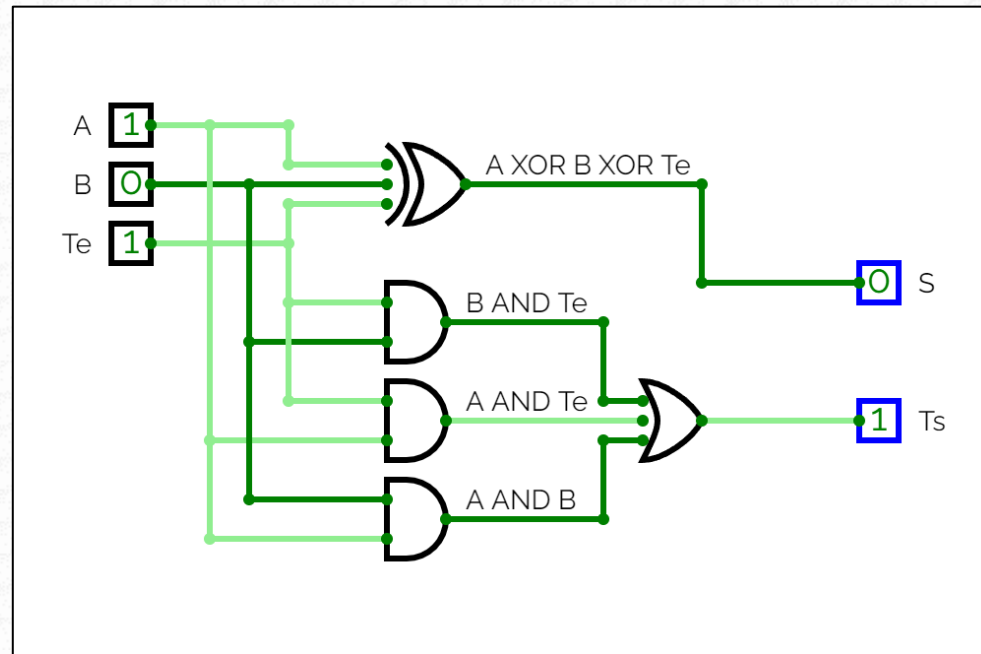 A 1
B 0
Te 1
A XOR B XOR Te
0 S
B AND Te
A AND Te
1 Ts
A AND B